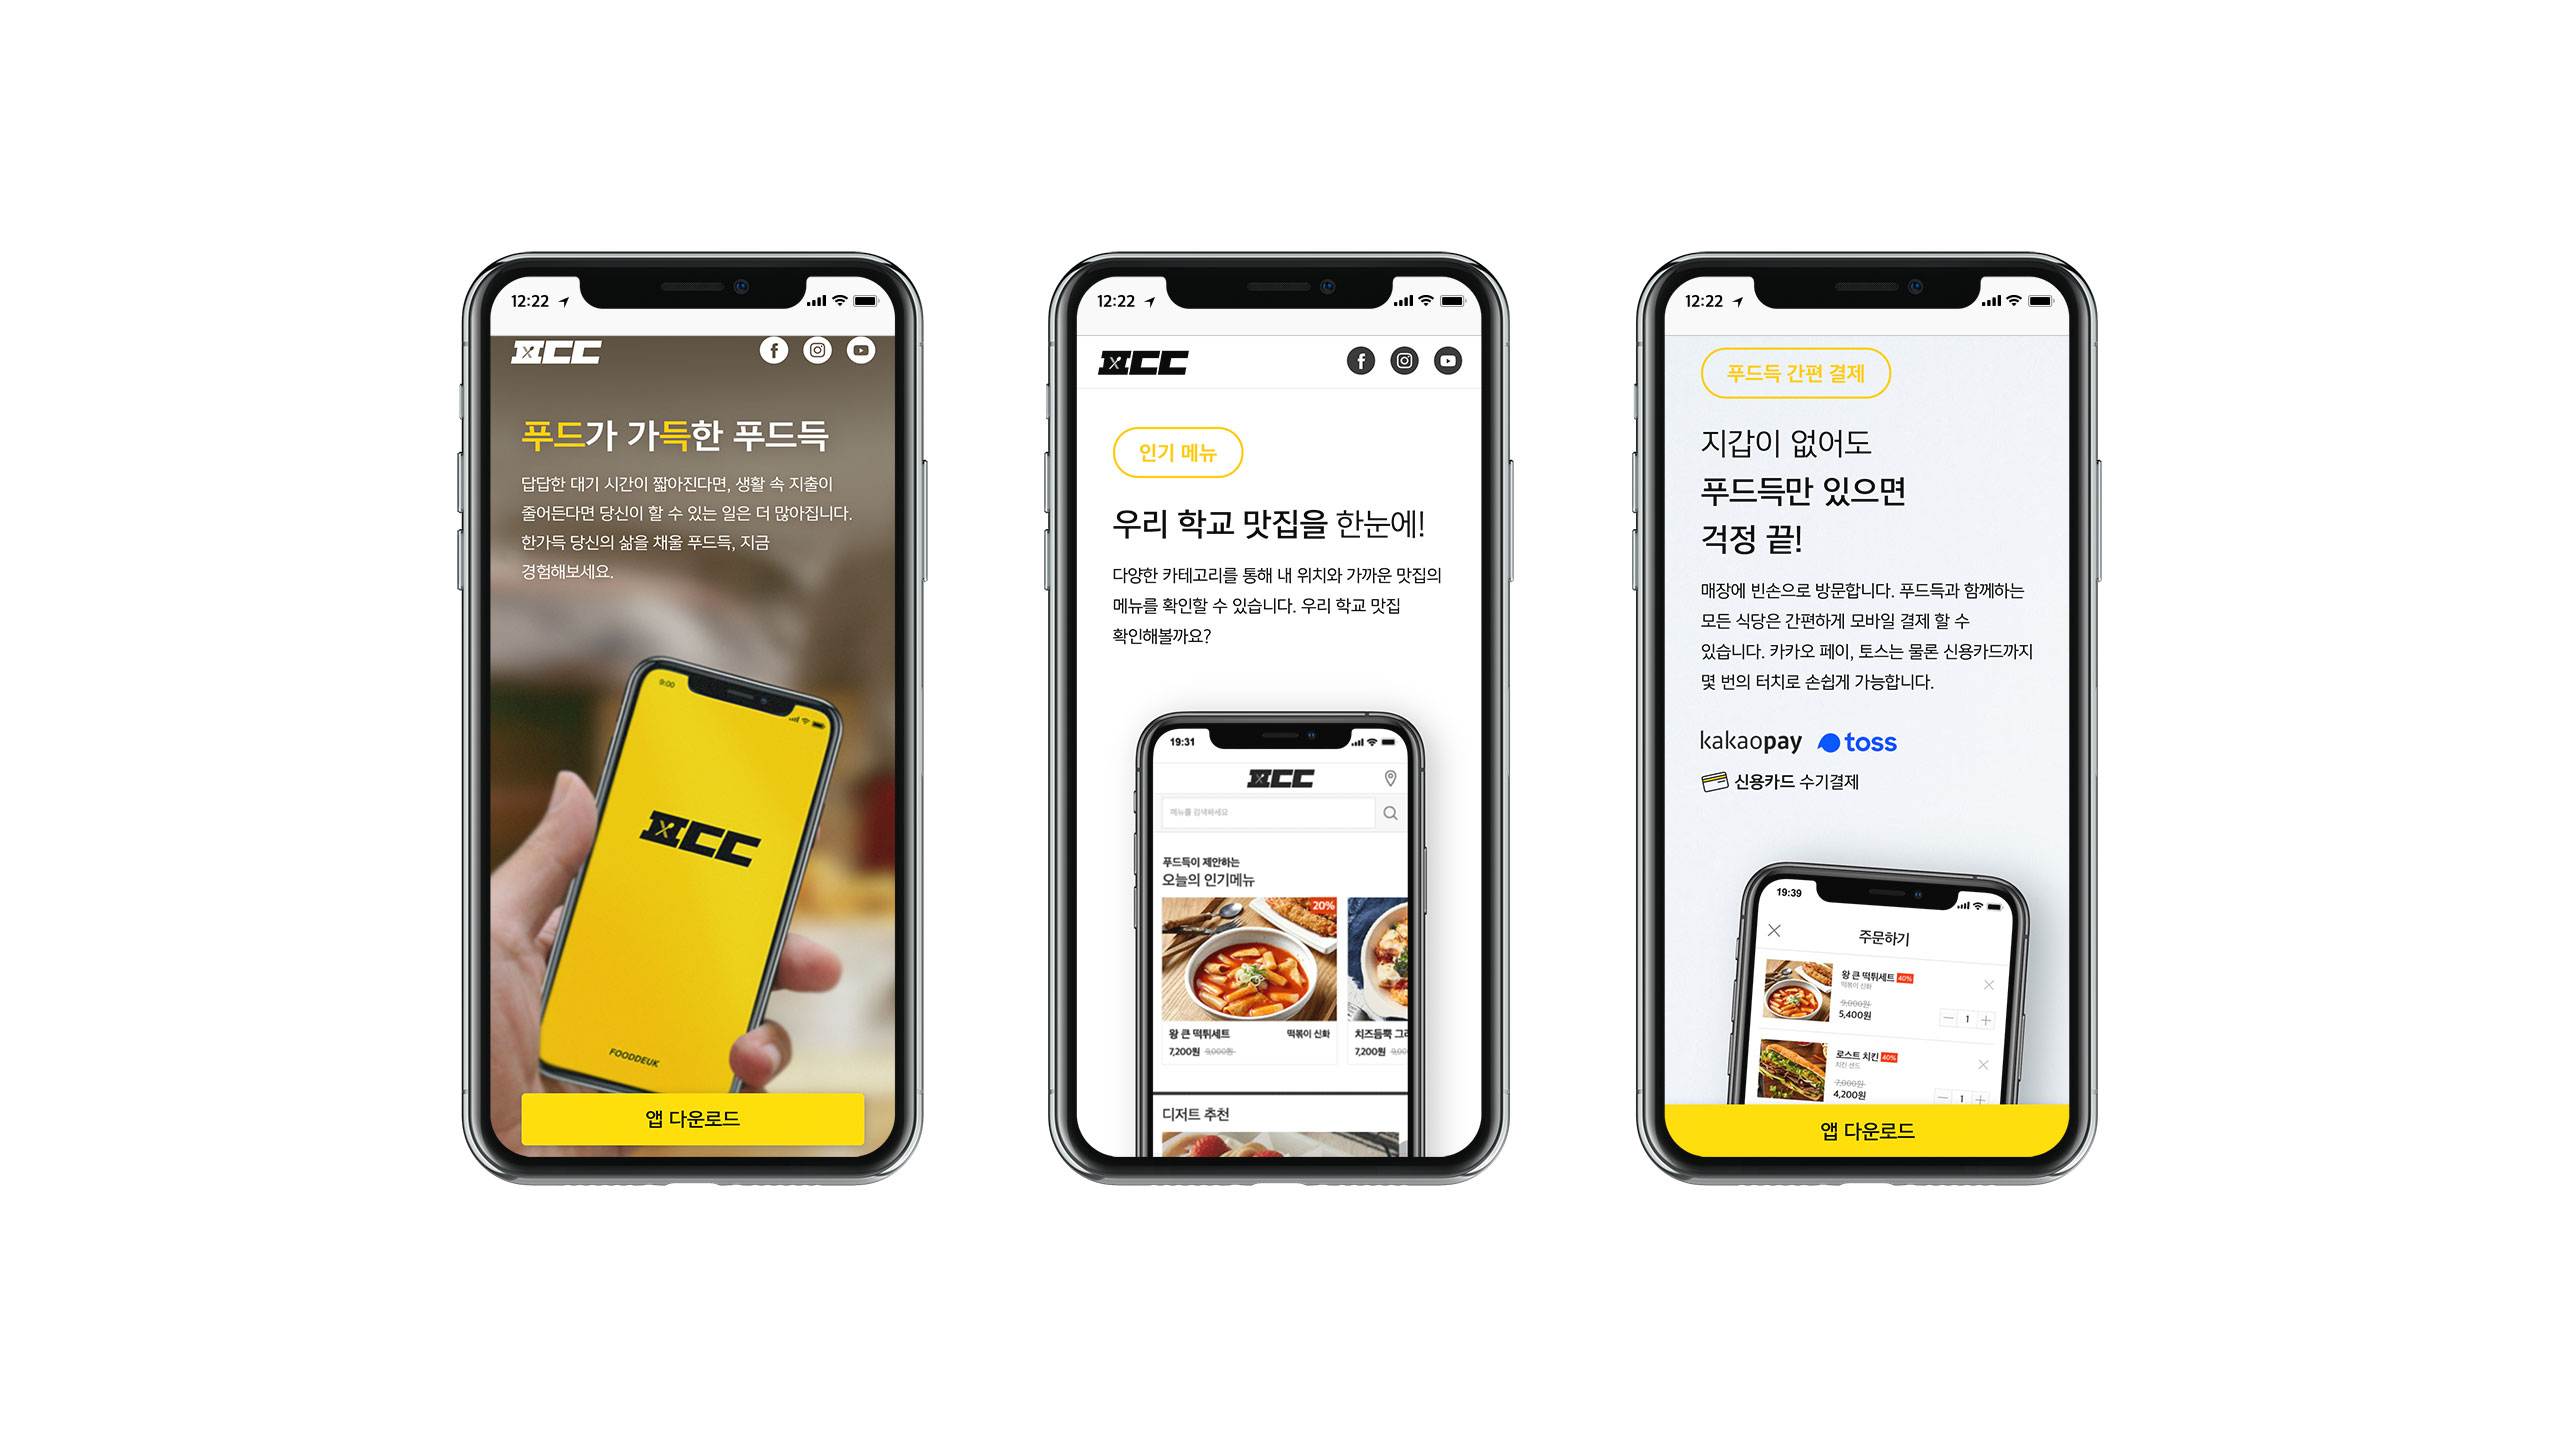 12:22
푸드가 가득한 푸드득
답답한 대기 시간이 짧아진다면, 생활 속 지출이
줄어든다면 당신이 할 수 있는 일은 더 많아집니다.
한가득 당신의 삶을 채울 푸드득, 지금
경험해보세요.
9:00
FOODDEUK
앱 다운로드
12:22
인기 메뉴
우리 학교 맛집을 한눈에!
다양한 카테고리를 통해 내 위치와 가까운 맛집의
메뉴를 확인할 수 있습니다. 우리 학교 맛집
확인해볼까요?
19:31
메뉴를 검색하세요
푸드득이 제안하는
오늘의 인기메뉴
20%
왕 큰 떡튀세트 떡볶이 신화
7,200원 9,000원
치즈듬뿍 그라
7,200원 9,00
디저트 추천
12:22
푸드득 간편 결제
지갑이 없어도
푸드득만 있으면
걱정 끝!
매장에 빈손으로 방문합니다. 푸드득과 함께하는
모든 식당은 간편하게 모바일 결제 할 수
있습니다. 카카오 페이, 토스는 물론 신용카드까지
몇 번의 터치로 손쉽게 가능합니다.
kakaopay toss
신용카드 수기결제
19:39
주문하기
왕 큰 떡튀세트 40%
떡볶이 신화
9,000원
5,400원
1
로스트 치킨 40%
치킨 샌드
7,000원
4,200원
1
앱 다운로드